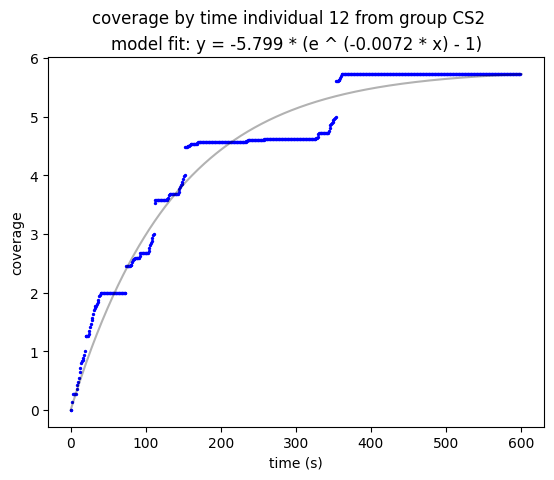 coverage by time individual 12 from group CS2
model fit: y = -5.799 * (e ^ (-0.0072 * x) - 1)
6
5
4
3
2
1
0
coverage
0 100 200 300 400 500 600
time (s)